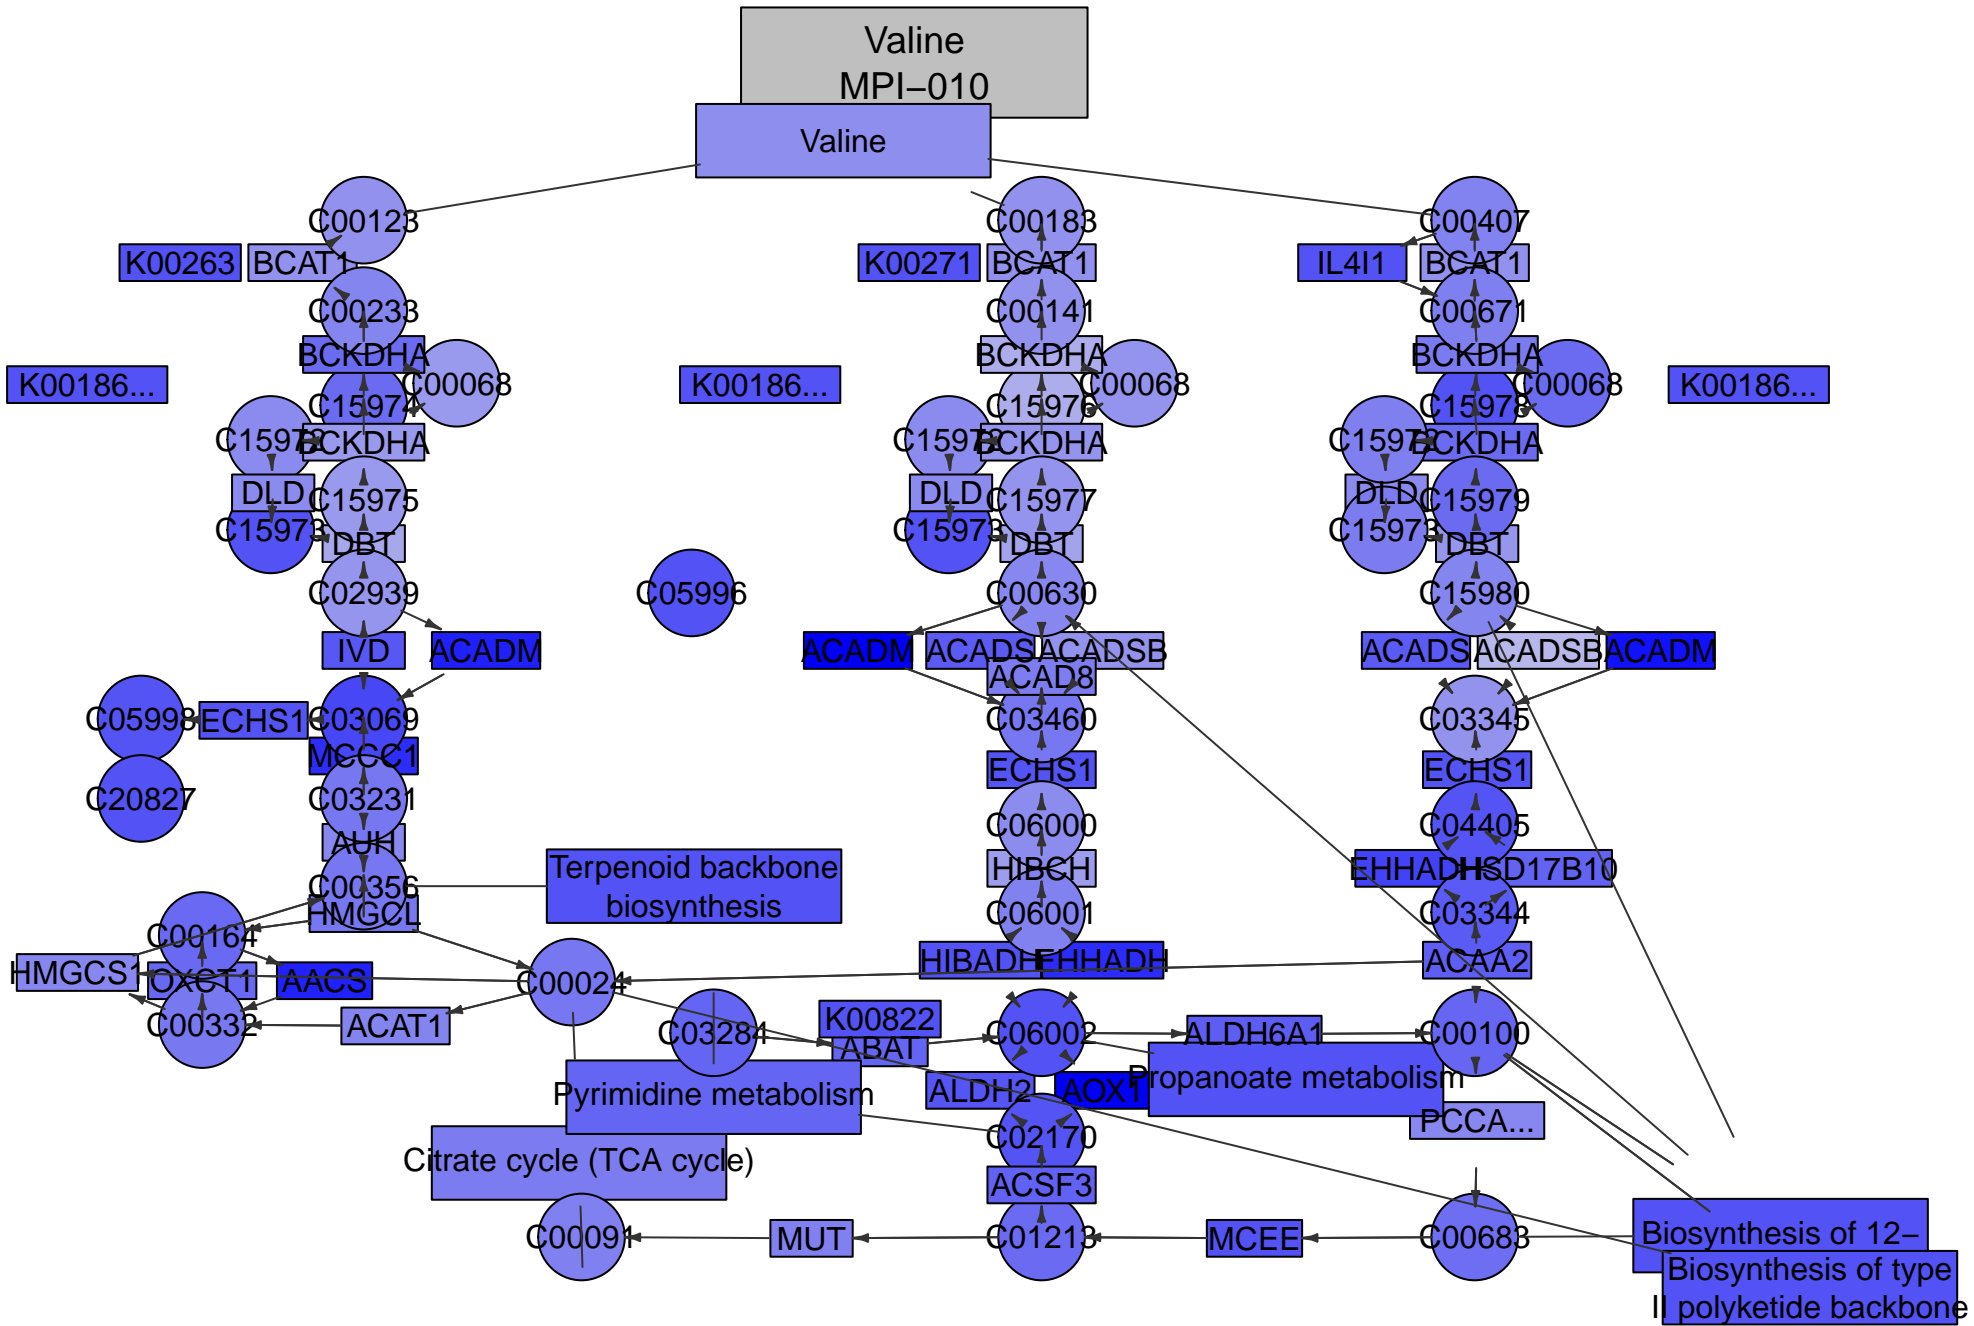 Valine
MPI−010
Valine
C00123
C00183
C00407
K00263
BCAT1
K00271
BCAT1
IL4I1
BCAT1
C00233
C00141
C00671
BCKDHA
BCKDHA
BCKDHA
K00186...
C00068
K00186...
C00068
C00068
K00186...
C15974
C15976
C15978
C15972
BCKDHA
C15972
BCKDHA
C15972
BCKDHA
DLD
C15975
DLD
C15977
DLD
C15979
C15973
DBT
C15973
DBT
C15973
DBT
C02939
C05996
C00630
C15980
IVD
ACADM
ACADM
ACADS
ACADSB
ACADS
ACADSB
ACADM
ACAD8
C05998
ECHS1
C03069
C03460
C03345
MCCC1
ECHS1
ECHS1
C20827
C03231
C06000
C04405
AUH
HIBCH
EHHADH
HSD17B10
C00356
Terpenoid backbone
biosynthesis
HMGCL
C06001
C03344
C00164
HMGCS1
OXCT1
AACS
C00024
HIBADH
EHHADH
ACAA2
C00332
ACAT1
C03284
K00822
ABAT
C06002
ALDH6A1
C00100
Pyrimidine metabolism
ALDH2
AOX1
Propanoate metabolism
PCCA...
C02170
Citrate cycle (TCA cycle)
ACSF3
C00091
MUT
C01213
MCEE
C00683
Biosynthesis of 12−
Biosynthesis of type
II polyketide backbone